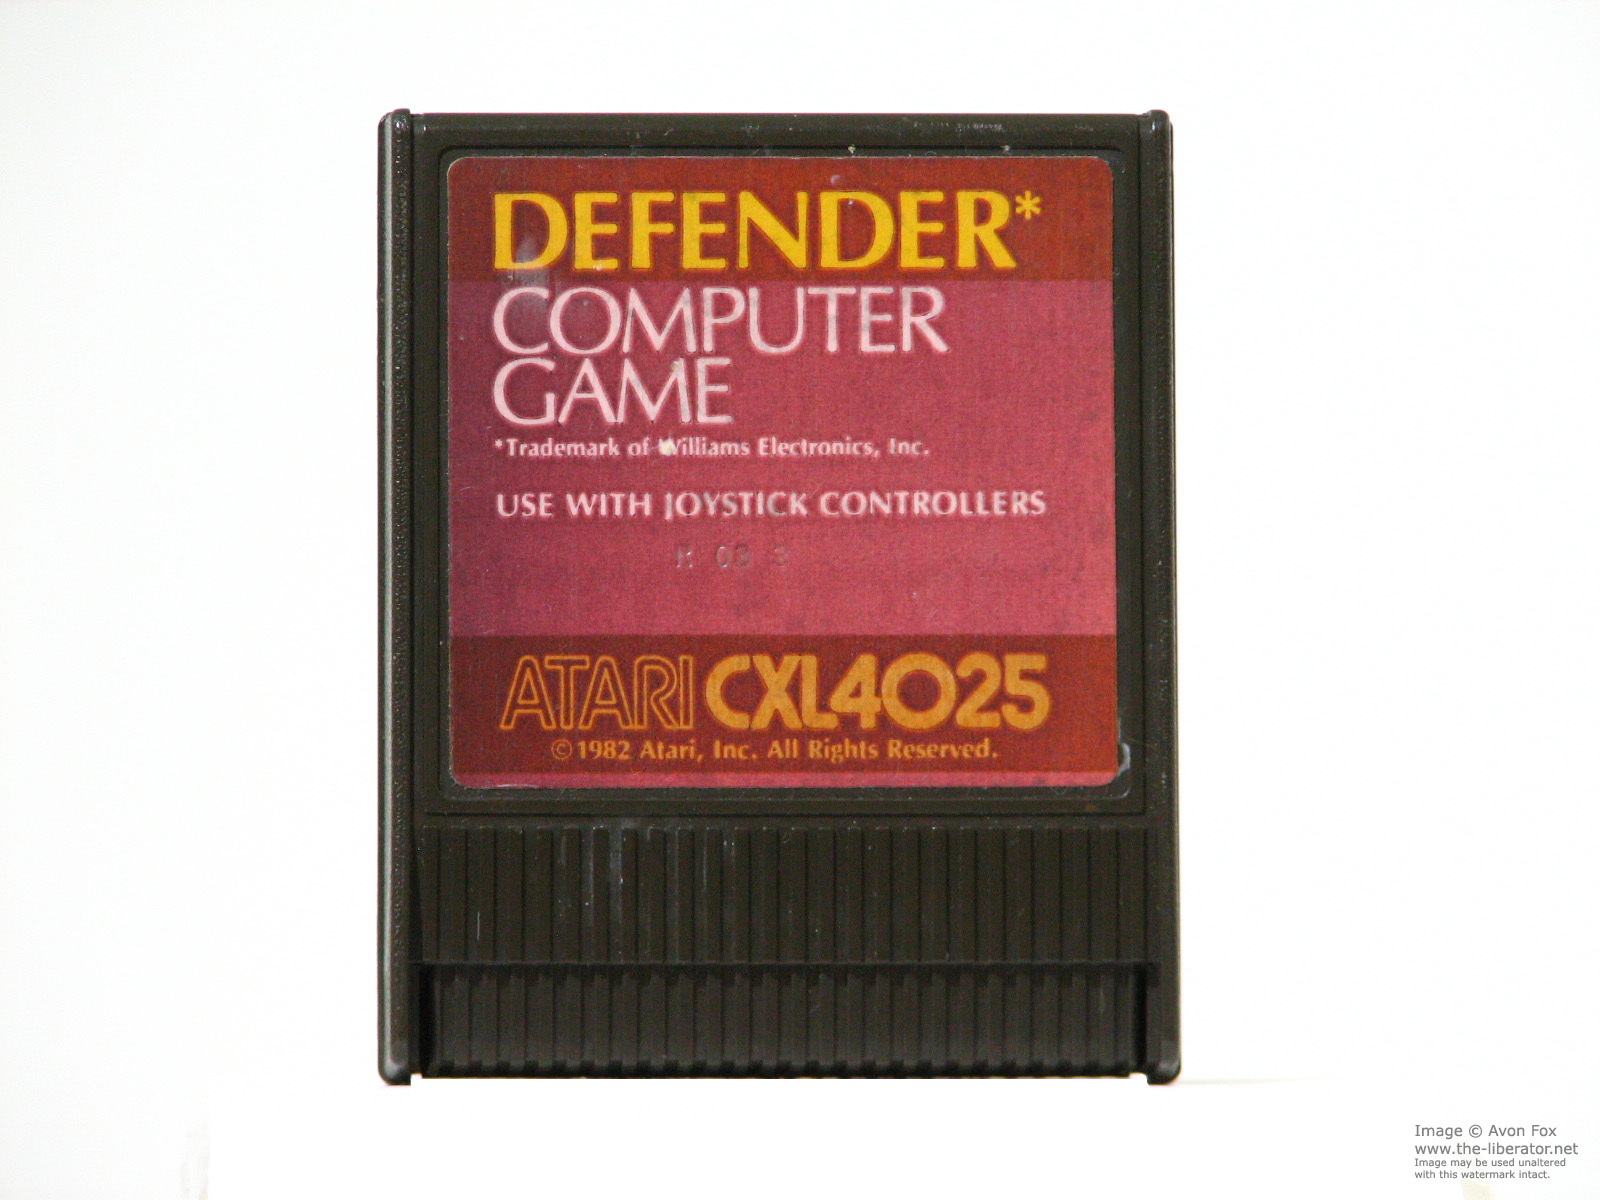 DEFENDER*
COMPUTER
GAME
*Trademark of Williams Electronics, Inc.
USE WITH JOYSTICK CONTROLLERS
ATARI CXL4025
©1982 Atari, Inc. All Rights Reserved.
Image © Avon Fox
www.the-liberator.net
Image may be used unaltered
with this watermark intact.